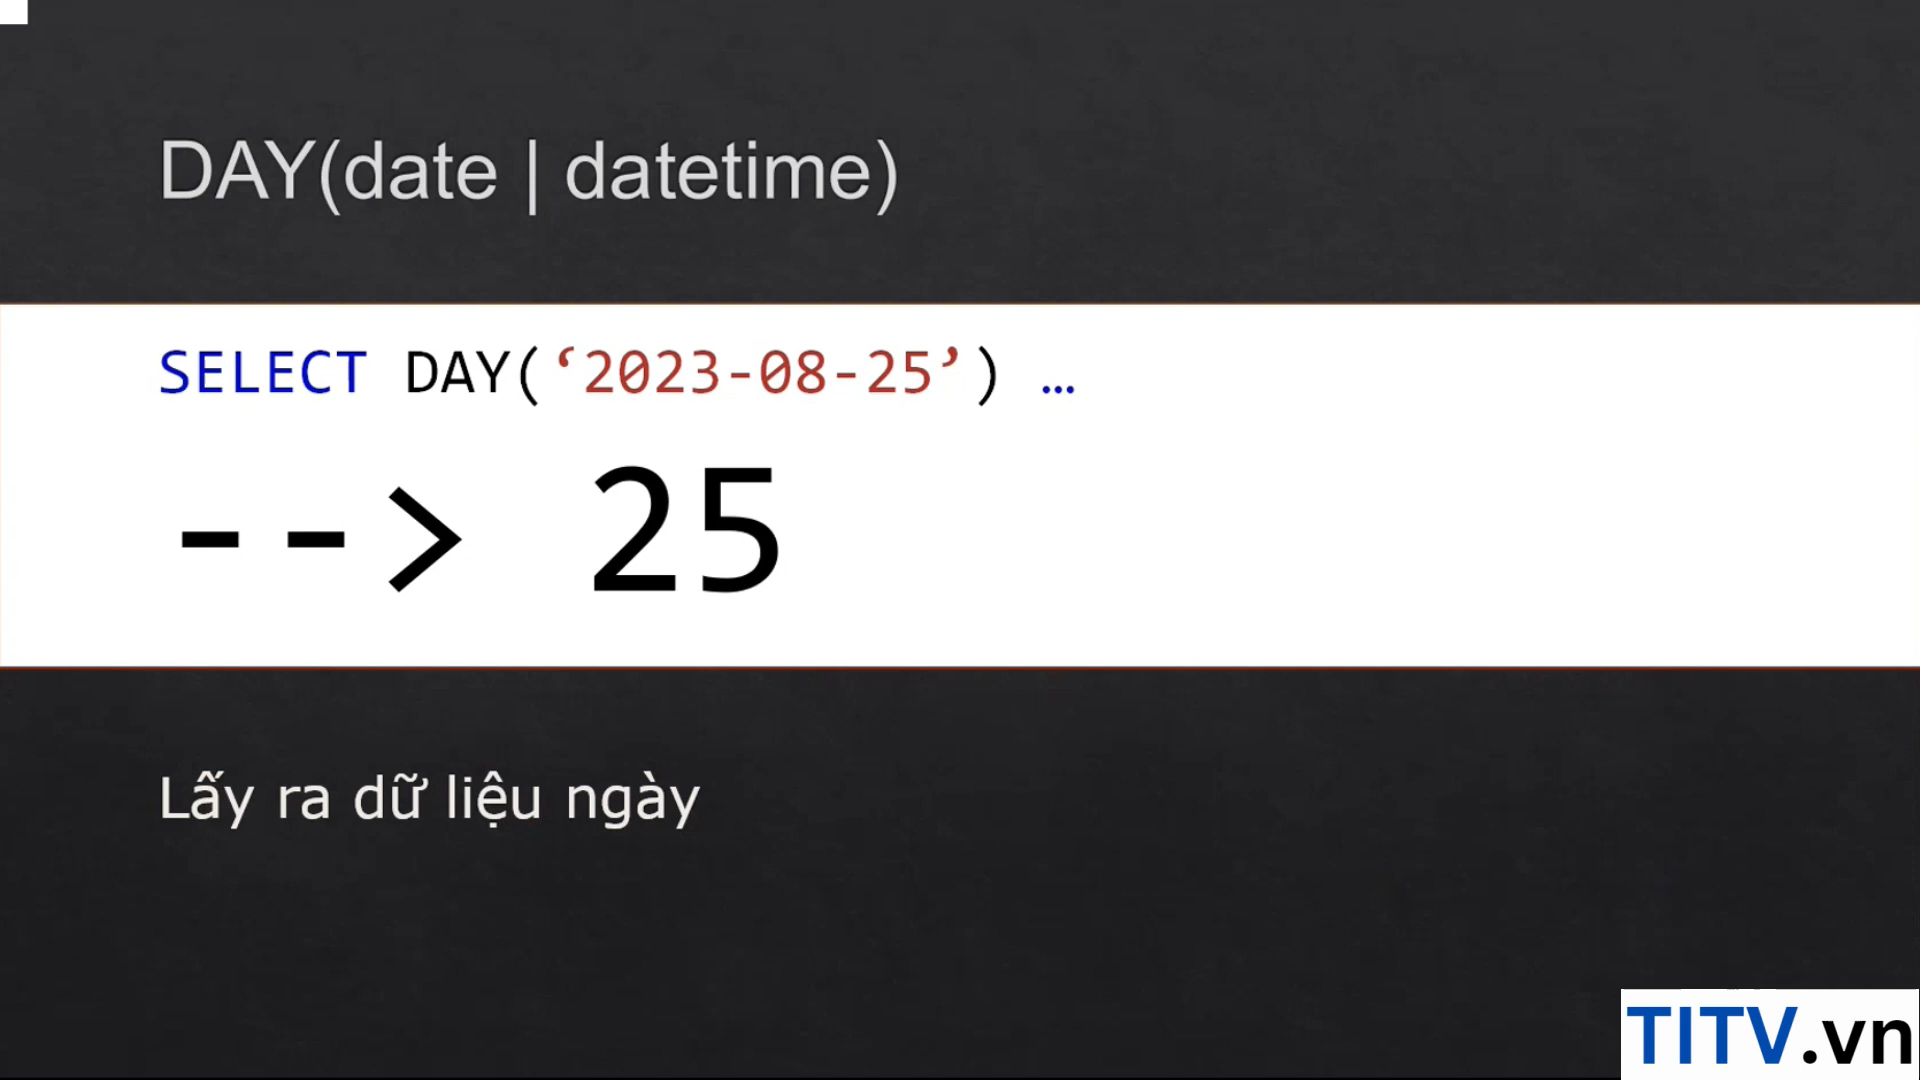 DAY(date | datetime)
SELECT DAY(‘2023-08-25’) …
--> 25
Lấy ra dữ liệu ngày
TITV.vn